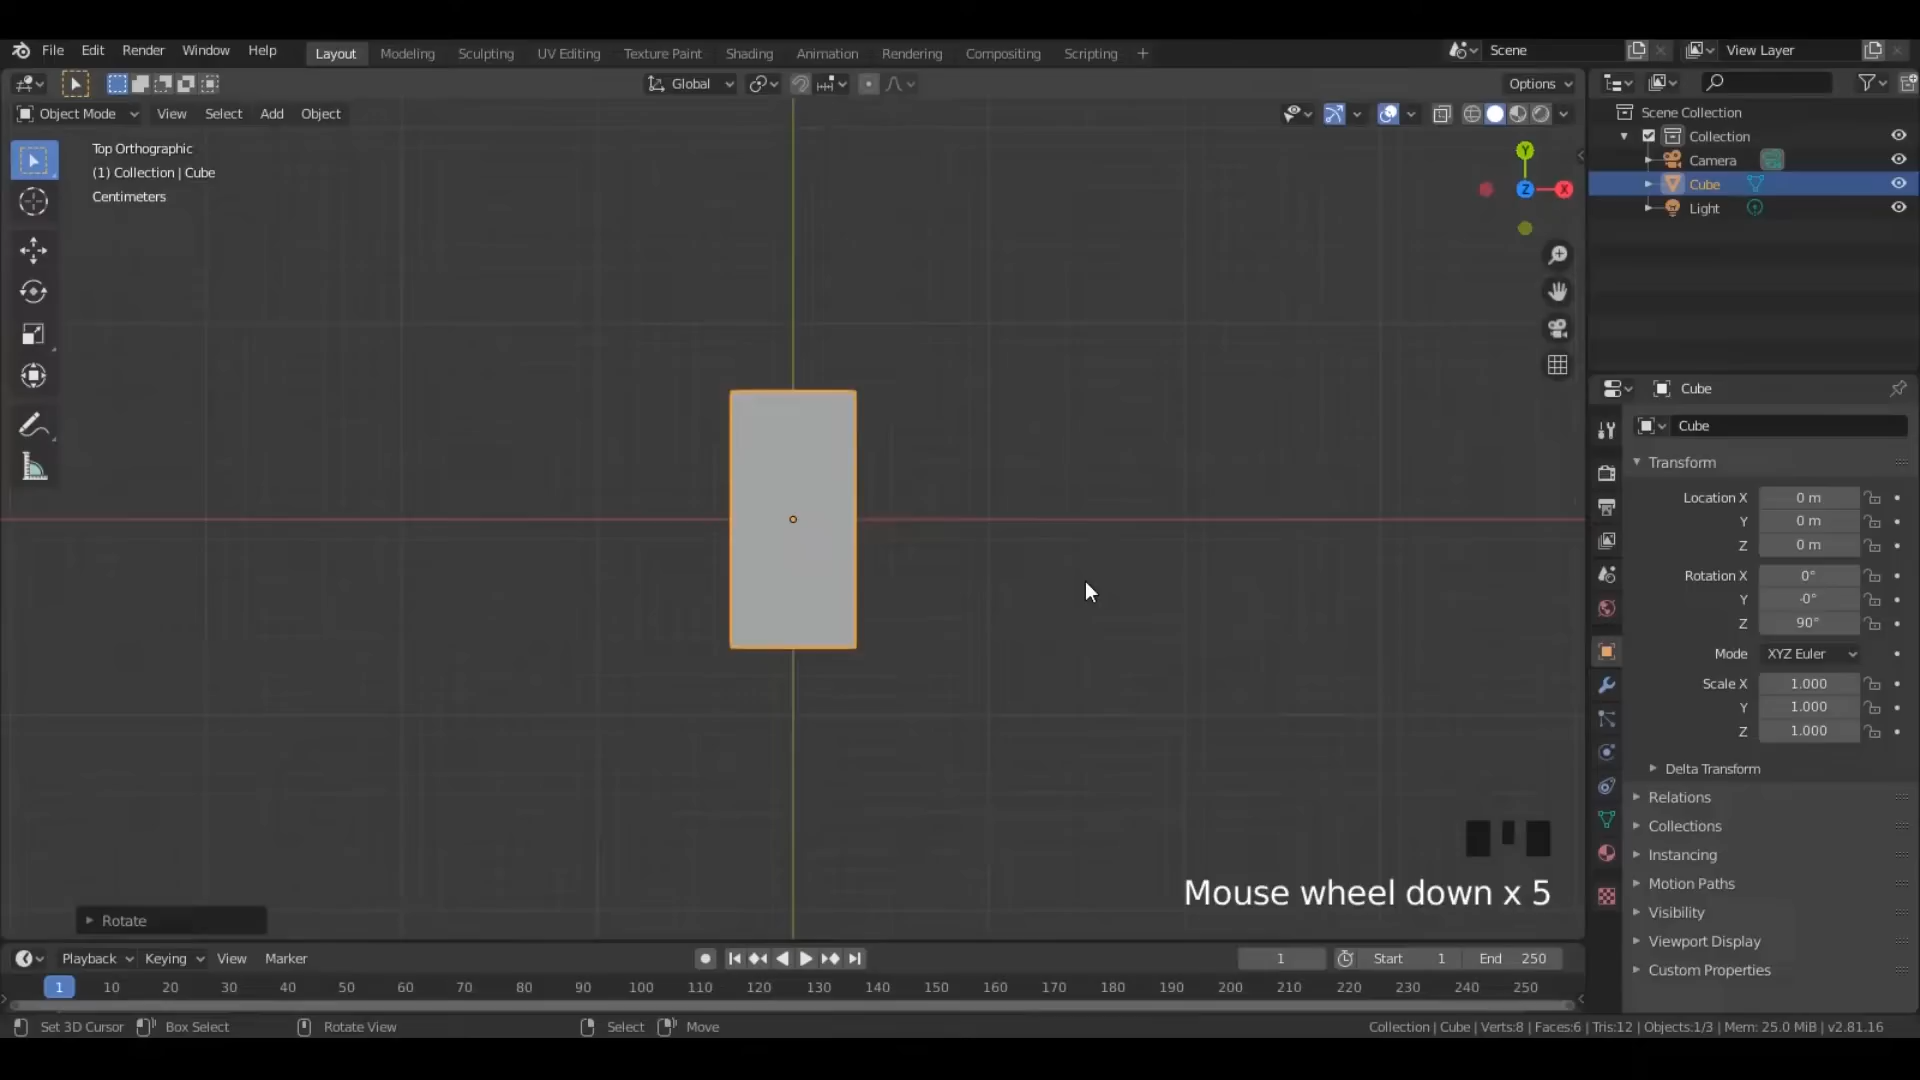 File Edit Render Window Help Layout Modeling Sculpting UV Editing Texture Paint Shading Animation Rendering Compositing Scripting + Scene View Layer
Global Options
Object Mode View Select Add Object
Top Orthographic
(1) Collection | Cube
Centimeters
Y
Z X
Scene Collection
Collection
Camera
Cube
Light
Cube
Cube
Transform
Location X 0 m
Y 0 m
Z 0 m
Rotation X 0°
Y -0°
Z 90°
Mode XYZ Euler
Scale X 1.000
Y 1.000
Z 1.000
Delta Transform
Relations
Collections
Instancing
Motion Paths
Visibility
Viewport Display
Custom Properties
Mouse wheel down x 5
Rotate
Playback Keying View Marker 1 Start 1 End 250
1 10 20 30 40 50 60 70 80 90 100 110 120 130 140 150 160 170 180 190 200 210 220 230 240 250
Set 3D Cursor Box Select Rotate View Select Move Collection | Cube | Verts:8 | Faces:6 | Tris:12 | Objects:1/3 | Mem: 25.0 MiB | v2.81.16